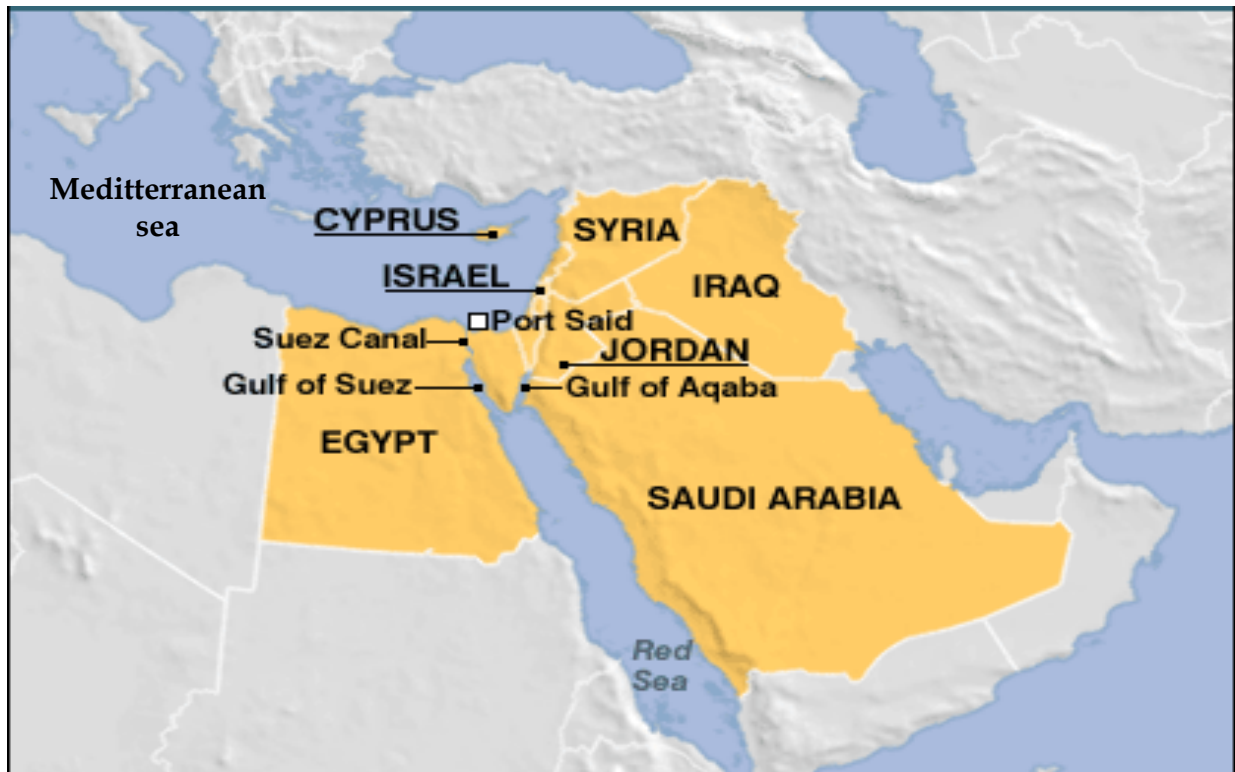 Meditterranean
sea
CYPRUS
SYRIA
ISRAEL
IRAQ
Port Said
Suez Canal
JORDAN
Gulf of Suez
Gulf of Aqaba
EGYPT
SAUDI ARABIA
Red
Sea